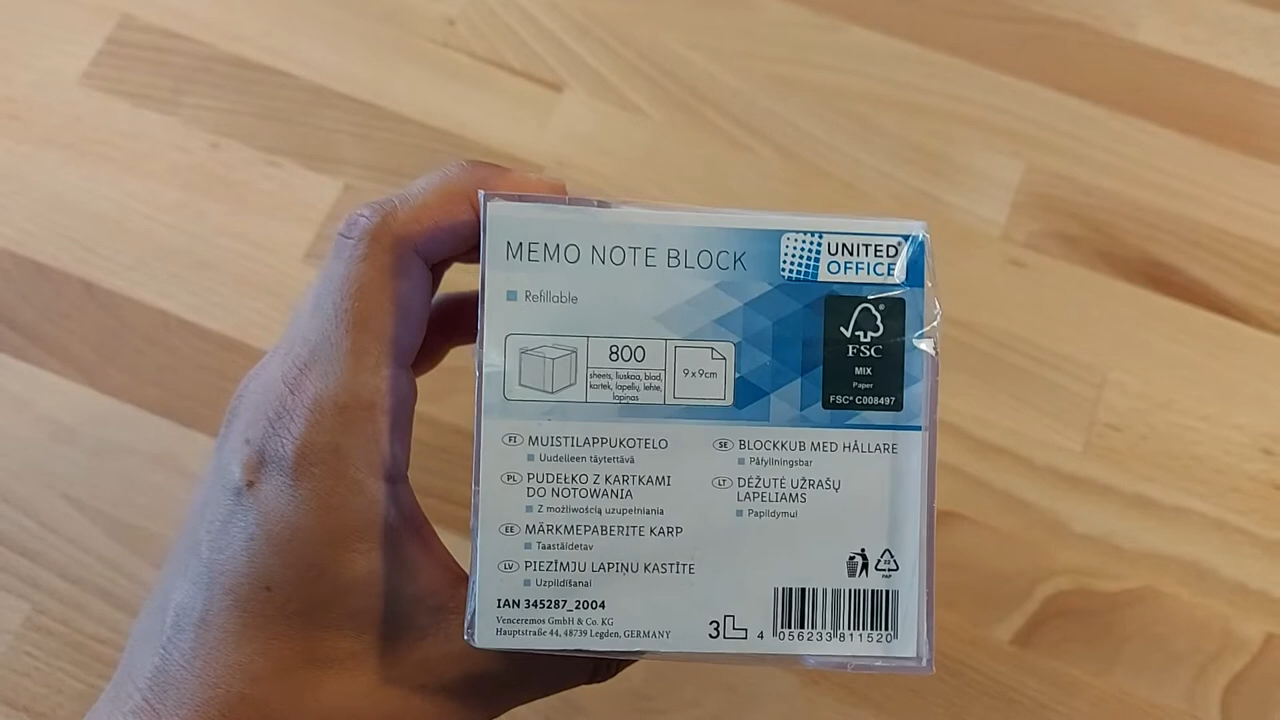 MEMO NOTE BLOCK
UNITED®
OFFICE
Refillable
800
sheets, liuskaa, blad,
kartek, lapelių, lehte,
lapiņas
9 x 9cm
FSC
MIX
Paper
FSC® C008497
FI MUISTILAPPUKOTELO
Uudelleen täytettävä
PL PUDEŁKO Z KARTKAMI
DO NOTOWANIA
Z możliwością uzupełniania
EE MÄRKMEPABERITE KARP
Taastäidetav
LV PIEZĪMJU LAPIŅU KASTĪTE
Uzpildīšanai
SE BLOCKKUB MED HÅLLARE
Påfyllningsbar
LT DĖŽUTĖ UŽRAŠŲ
LAPELIAMS
Papildymui
22
PAP
IAN 345287_2004
Venceremos GmbH & Co. KG
Hauptstraße 44, 48739 Legden, GERMANY
3
4 056233 811520